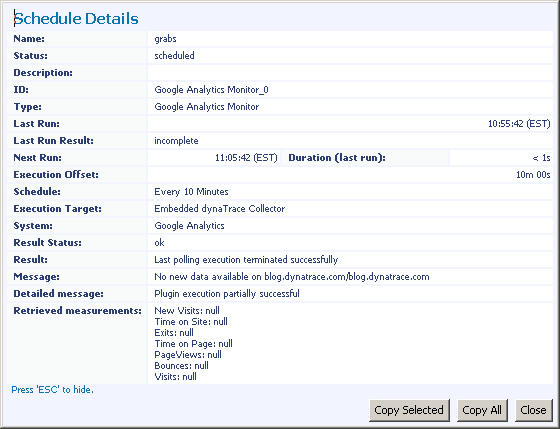 Schedule Details
Name: grabs
Status: scheduled
Description:
ID: Google Analytics Monitor_0
Type: Google Analytics Monitor
Last Run: 10:55:42 (EST)
Last Run Result: incomplete
Next Run: 11:05:42 (EST) Duration (last run): < 1s
Execution Offset: 10m 00s
Schedule: Every 10 Minutes
Execution Target: Embedded dynaTrace Collector
System: Google Analytics
Result Status: ok
Result: Last polling execution terminated successfully
Message: No new data available on blog.dynatrace.com/blog.dynatrace.com
Detailed message: Plugin execution partially successful
Retrieved measurements: New Visits: null
Time on Site: null
Exits: null
Time on Page: null
PageViews: null
Bounces: null
Visits: null
Press 'ESC' to hide.
Copy Selected Copy All Close